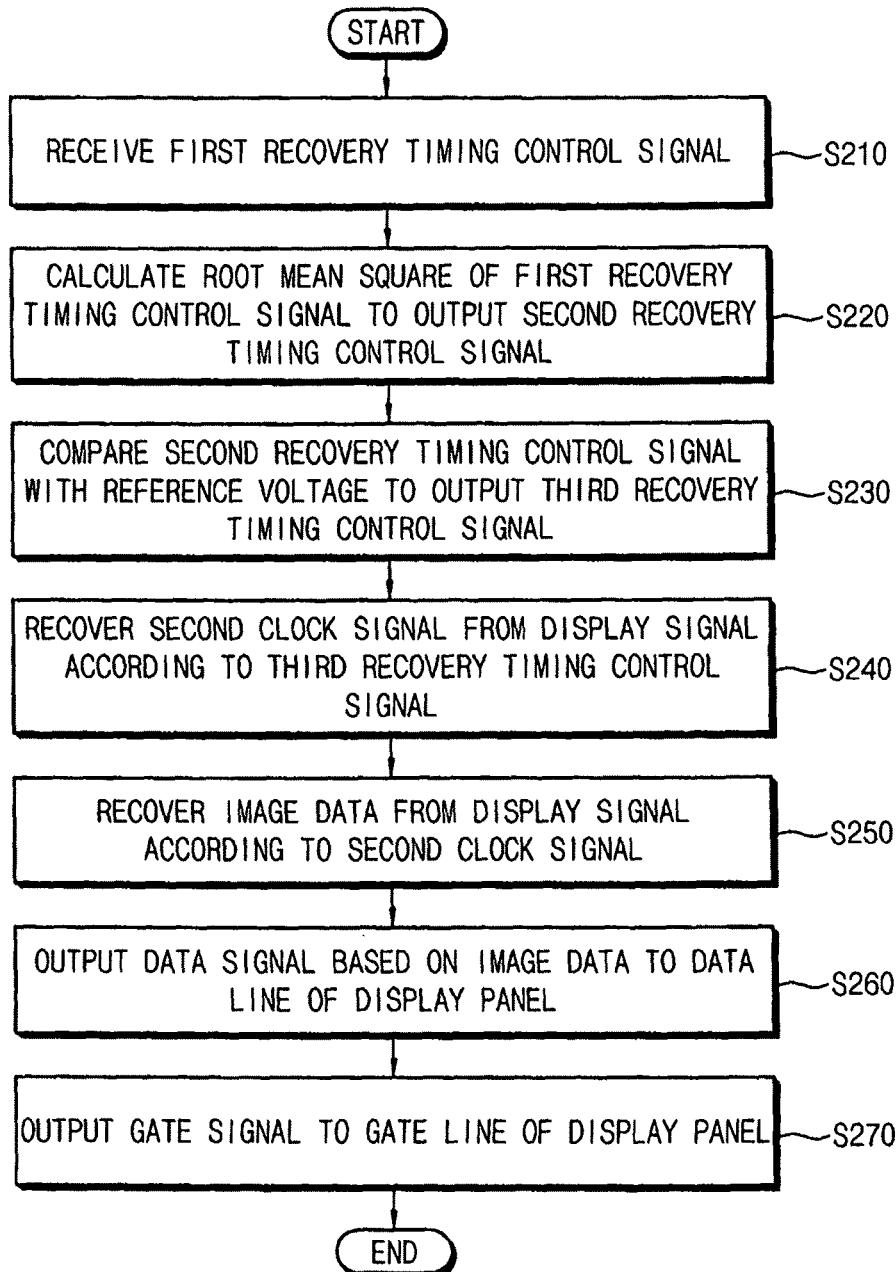 START
RECEIVE FIRST RECOVERY TIMING CONTROL SIGNAL
S210
CALCULATE ROOT MEAN SQUARE OF FIRST RECOVERY
TIMING CONTROL SIGNAL TO OUTPUT SECOND RECOVERY
TIMING CONTROL SIGNAL
S220
COMPARE SECOND RECOVERY TIMING CONTROL SIGNAL
WITH REFERENCE VOLTAGE TO OUTPUT THIRD RECOVERY
TIMING CONTROL SIGNAL
S230
RECOVER SECOND CLOCK SIGNAL FROM DISPLAY SIGNAL
ACCORDING TO THIRD RECOVERY TIMING CONTROL
SIGNAL
S240
RECOVER IMAGE DATA FROM DISPLAY SIGNAL
ACCORDING TO SECOND CLOCK SIGNAL
S250
OUTPUT DATA SIGNAL BASED ON IMAGE DATA TO DATA
LINE OF DISPLAY PANEL
S260
OUTPUT GATE SIGNAL TO GATE LINE OF DISPLAY PANEL
S270
END